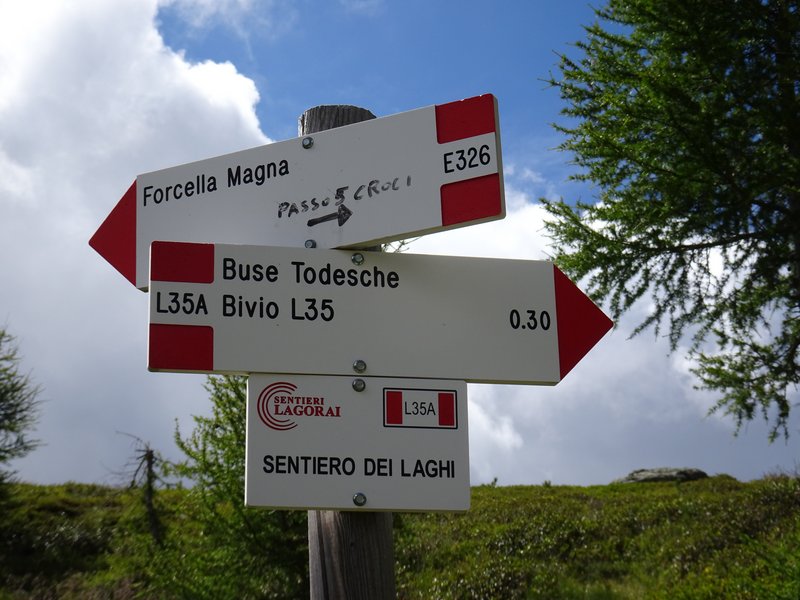 Forcella Magna
E326
PASSO 5 CROCI
Buse Todesche
L35A Bivio L35
0.30
SENTIERI
LAGORAI
L35A
SENTIERO DEI LAGHI